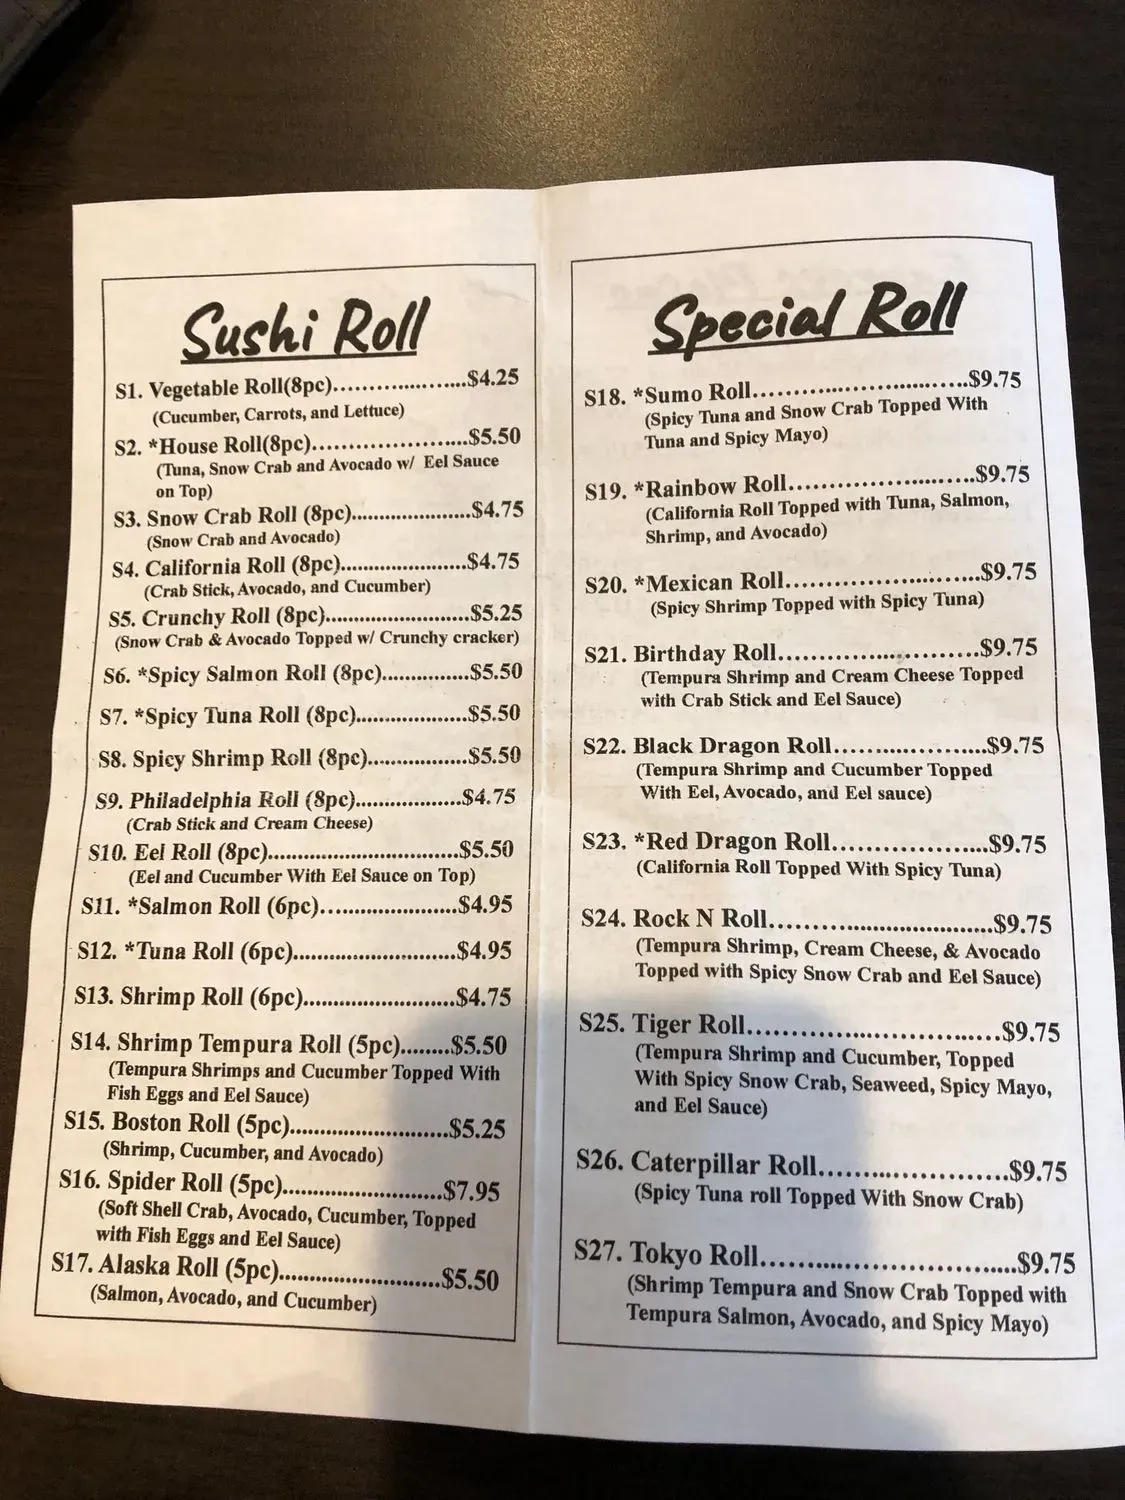 Sushi Roll
S1. Vegetable Roll(8pc)....................$4.25
(Cucumber, Carrots, and Lettuce)
S2. *House Roll(8pc)......................$5.50
(Tuna, Snow Crab and Avocado w/ Eel Sauce
on Top)
S3. Snow Crab Roll (8pc)......................$4.75
(Snow Crab and Avocado)
S4. California Roll (8pc).......................$4.75
(Crab Stick, Avocado, and Cucumber)
S5. Crunchy Roll (8pc)..........................$5.25
(Snow Crab & Avocado Topped w/ Crunchy cracker)
S6. *Spicy Salmon Roll (8pc)................$5.50
S7. *Spicy Tuna Roll (8pc)....................$5.50
S8. Spicy Shrimp Roll (8pc)..................$5.50
S9. Philadelphia Roll (8pc)...................$4.75
(Crab Stick and Cream Cheese)
S10. Eel Roll (8pc)..................................$5.50
(Eel and Cucumber With Eel Sauce on Top)
S11. *Salmon Roll (6pc)........................$4.95
S12. *Tuna Roll (6pc).............................$4.95
S13. Shrimp Roll (6pc)...........................$4.75
S14. Shrimp Tempura Roll (5pc)........$5.50
(Tempura Shrimps and Cucumber Topped With
Fish Eggs and Eel Sauce)
S15. Boston Roll (5pc)............................$5.25
(Shrimp, Cucumber, and Avocado)
S16. Spider Roll (5pc)............................$7.95
(Soft Shell Crab, Avocado, Cucumber, Topped
with Fish Eggs and Eel Sauce)
S17. Alaska Roll (5pc)............................$5.50
(Salmon, Avocado, and Cucumber)
Special Roll
S18. *Sumo Roll..............................$9.75
(Spicy Tuna and Snow Crab Topped With
Tuna and Spicy Mayo)
S19. *Rainbow Roll..........................$9.75
(California Roll Topped with Tuna, Salmon,
Shrimp, and Avocado)
S20. *Mexican Roll...........................$9.75
(Spicy Shrimp Topped with Spicy Tuna)
S21. Birthday Roll............................$9.75
(Tempura Shrimp and Cream Cheese Topped
with Crab Stick and Eel Sauce)
S22. Black Dragon Roll.....................$9.75
(Tempura Shrimp and Cucumber Topped
With Eel, Avocado, and Eel sauce)
S23. *Red Dragon Roll.....................$9.75
(California Roll Topped With Spicy Tuna)
S24. Rock N Roll..................................$9.75
(Tempura Shrimp, Cream Cheese, & Avocado
Topped with Spicy Snow Crab and Eel Sauce)
S25. Tiger Roll..................................$9.75
(Tempura Shrimp and Cucumber, Topped
With Spicy Snow Crab, Seaweed, Spicy Mayo,
and Eel Sauce)
S26. Caterpillar Roll.........................$9.75
(Spicy Tuna roll Topped With Snow Crab)
S27. Tokyo Roll.................................$9.75
(Shrimp Tempura and Snow Crab Topped with
Tempura Salmon, Avocado, and Spicy Mayo)